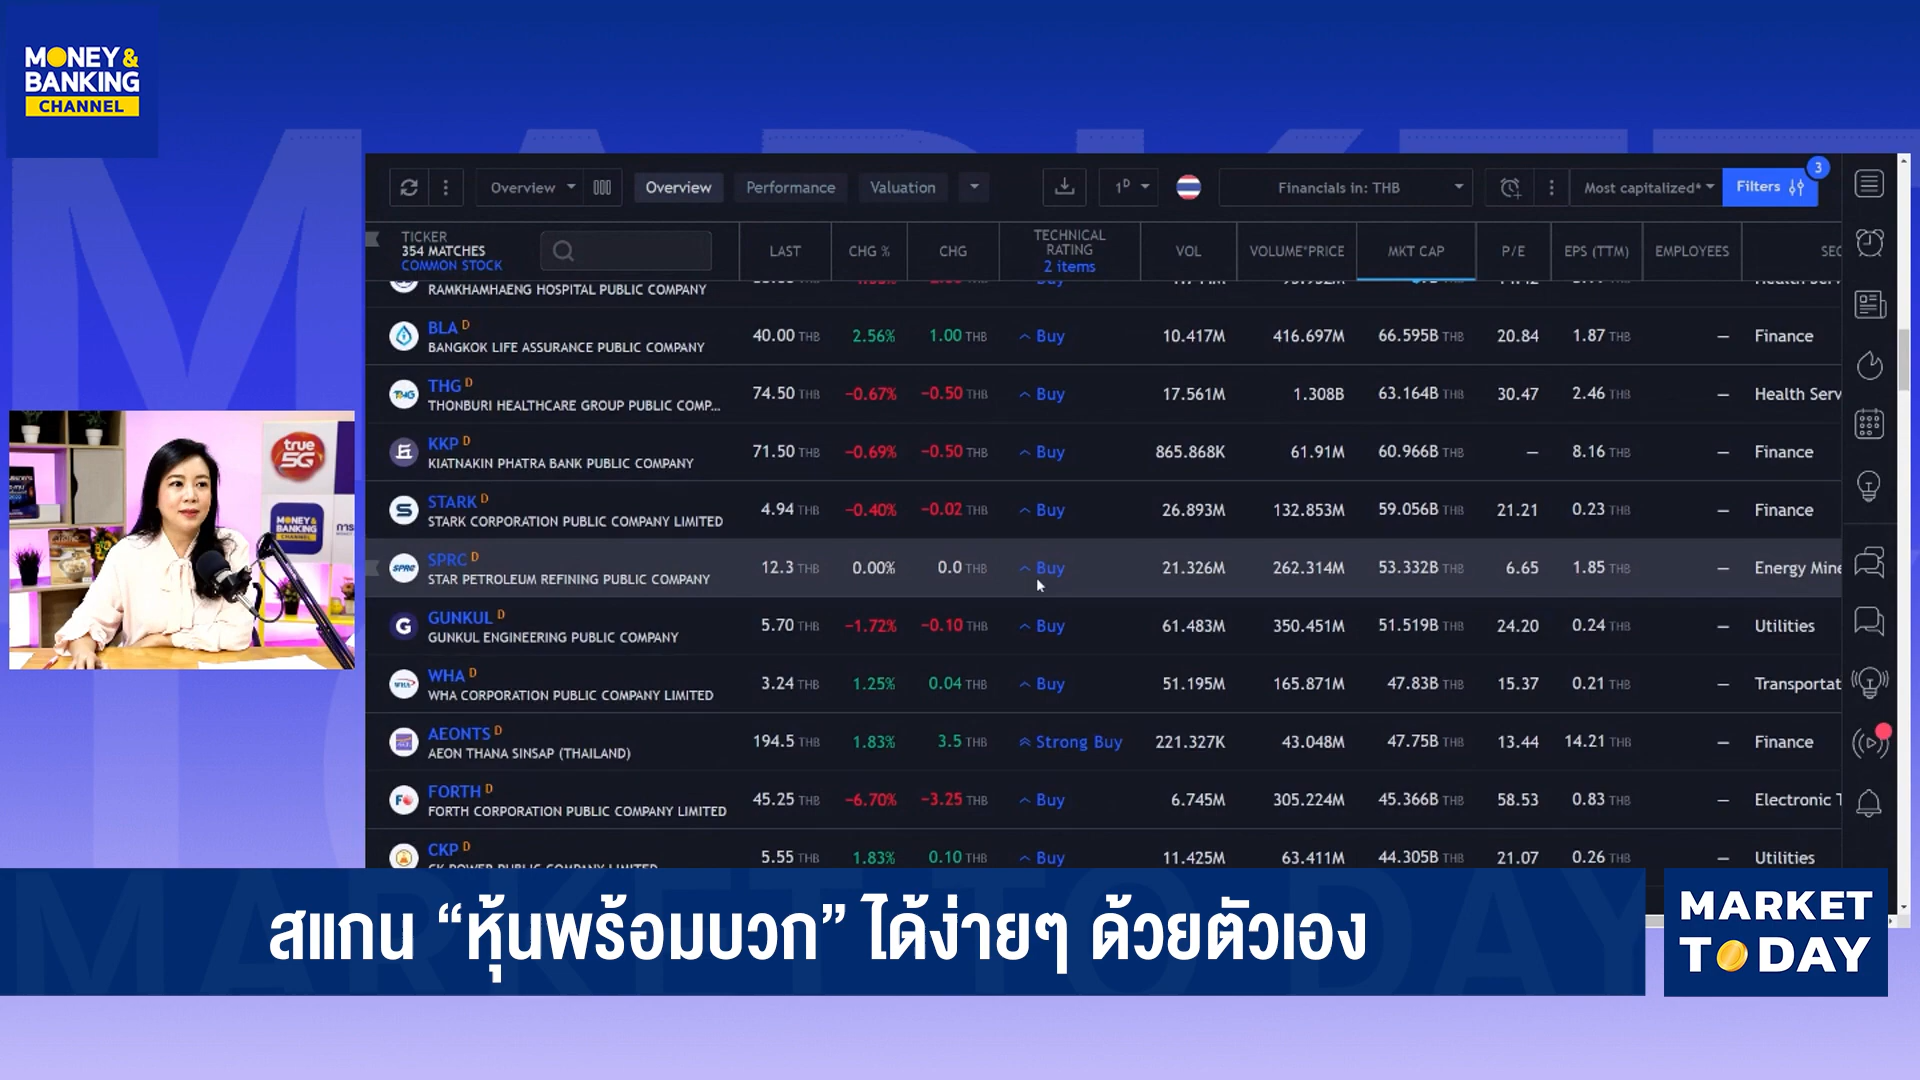 MONEY &
BANKING
CHANNEL
Overview
Overview
Performance
Valuation
1D
Financials in: THB
Most capitalized*
Filters
3
TICKER
354 MATCHES
COMMON STOCK
LAST
CHG %
CHG
TECHNICAL
RATING
2 items
VOL
VOLUME*PRICE
MKT CAP
P/E
EPS (TTM)
EMPLOYEES
SEC
RAMKHAMHAENG HOSPITAL PUBLIC COMPANY
BLA D 40.00 THB 2.56% 1.00 THB Buy 10.417M 416.697M 66.595B THB 20.84 1.87 THB — Finance
BANGKOK LIFE ASSURANCE PUBLIC COMPANY
THG D 74.50 THB −0.67% −0.50 THB Buy 17.561M 1.308B 63.164B THB 30.47 2.46 THB — Health Serv
THONBURI HEALTHCARE GROUP PUBLIC COMP...
KKP D 71.50 THB −0.69% −0.50 THB Buy 865.868K 61.91M 60.966B THB — 8.16 THB — Finance
KIATNAKIN PHATRA BANK PUBLIC COMPANY
STARK D 4.94 THB −0.40% −0.02 THB Buy 26.893M 132.853M 59.056B THB 21.21 0.23 THB — Finance
STARK CORPORATION PUBLIC COMPANY LIMITED
SPRC D 12.3 THB 0.00% 0.0 THB Buy 21.326M 262.314M 53.332B THB 6.65 1.85 THB — Energy Mine
STAR PETROLEUM REFINING PUBLIC COMPANY
GUNKUL D 5.70 THB −1.72% −0.10 THB Buy 61.483M 350.451M 51.519B THB 24.20 0.24 THB — Utilities
GUNKUL ENGINEERING PUBLIC COMPANY
WHA D 3.24 THB 1.25% 0.04 THB Buy 51.195M 165.871M 47.83B THB 15.37 0.21 THB — Transportat
WHA CORPORATION PUBLIC COMPANY LIMITED
AEONTS D 194.5 THB 1.83% 3.5 THB Strong Buy 221.327K 43.048M 47.75B THB 13.44 14.21 THB — Finance
AEON THANA SINSAP (THAILAND)
FORTH D 45.25 THB −6.70% −3.25 THB Buy 6.745M 305.224M 45.366B THB 58.53 0.83 THB — Electronic T
FORTH CORPORATION PUBLIC COMPANY LIMITED
CKP D 5.55 THB 1.83% 0.10 THB Buy 11.425M 63.411M 44.305B THB 21.07 0.26 THB — Utilities
true
5G
MONEY &
BANKING
CHANNEL
สแกน “หุ้นพร้อมบวก” ได้ง่ายๆ ด้วยตัวเอง
MARKET
TODAY